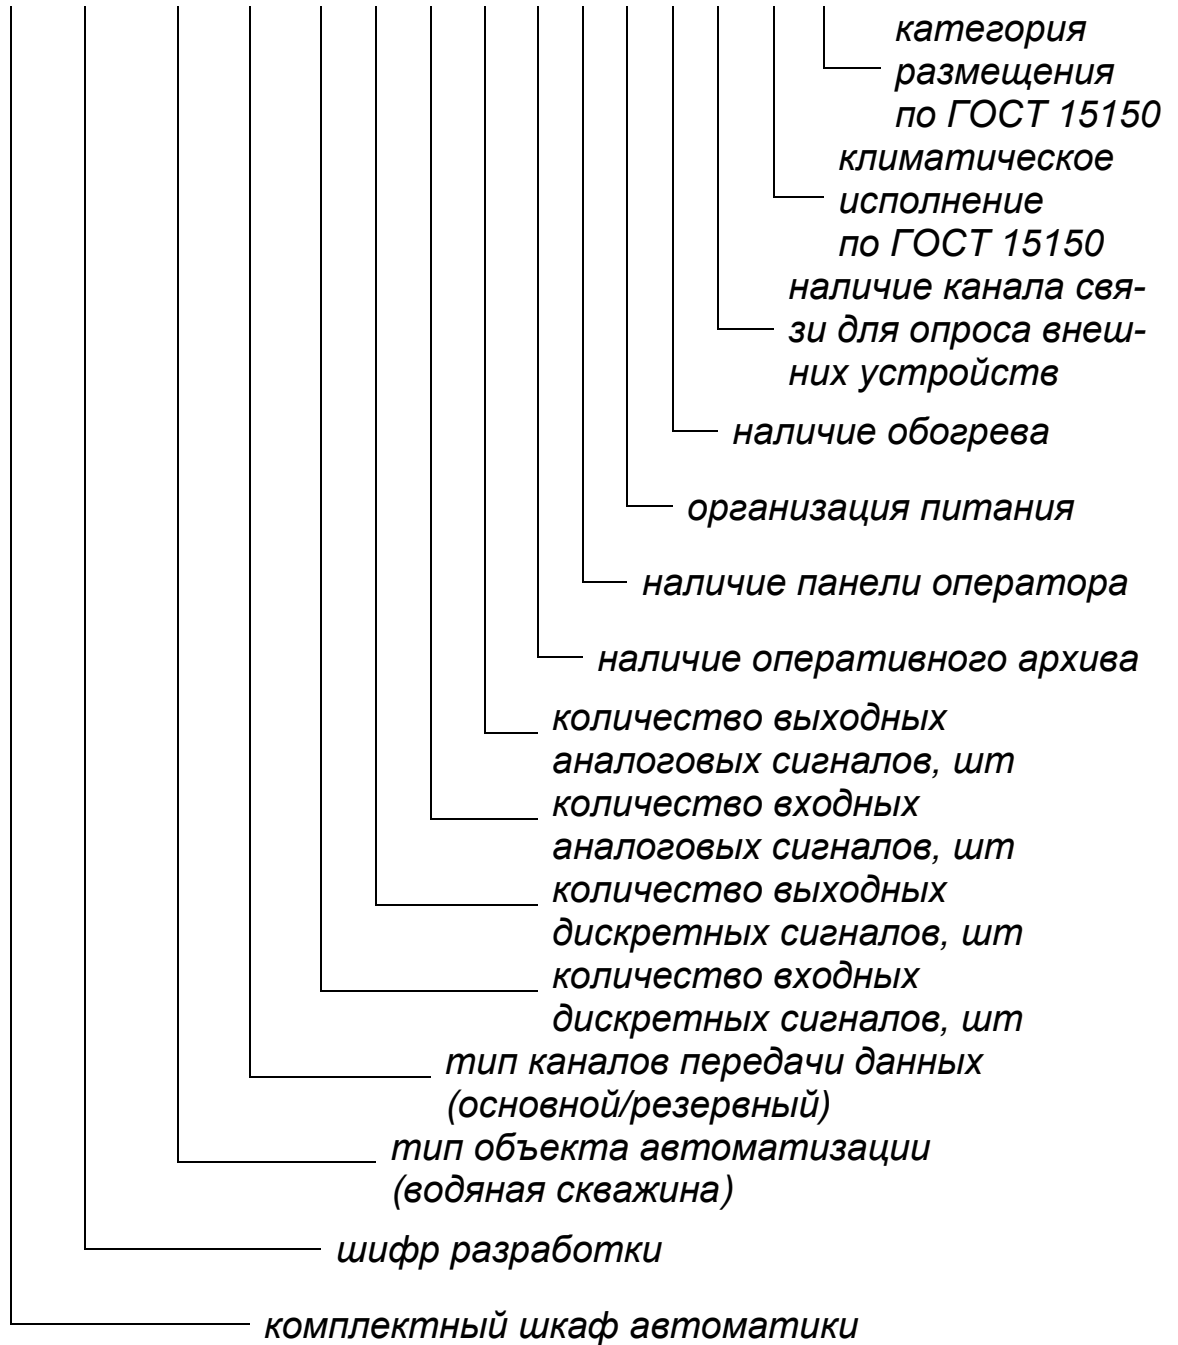 категория
размещения
по ГОСТ 15150
климатическое
исполнение
по ГОСТ 15150
наличие канала свя-
зи для опроса внеш-
них устройств
наличие обогрева
организация питания
наличие панели оператора
наличие оперативного архива
количество выходных
аналоговых сигналов, шт
количество входных
аналоговых сигналов, шт
количество выходных
дискретных сигналов, шт
количество входных
дискретных сигналов, шт
тип каналов передачи данных
(основной/резервный)
тип объекта автоматизации
(водяная скважина)
шифр разработки
комплектный шкаф автоматики